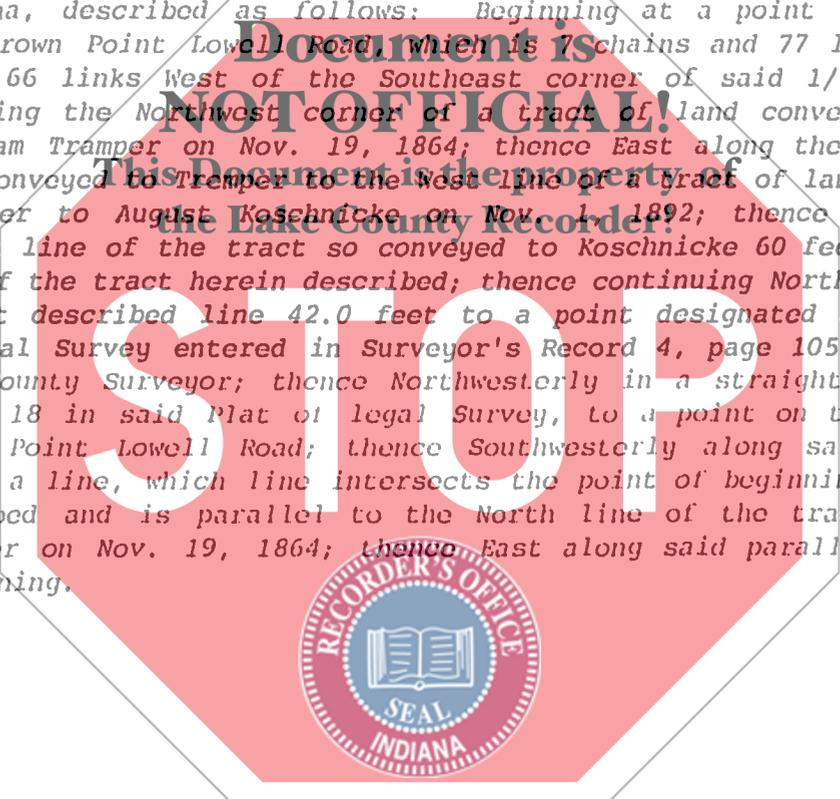 na, described as follows: Beginning at a point
Document is
rown Point Lowell Road, which is 7 chains and 77 l
66 links West of the Southeast corner of said 1/
NOT OFFICIAL!
ing the Northwest corner of a tract of land conve
am Tramper on Nov. 19, 1864; thence East along the
This Document is the property of
onveyed to Tremper to the West line of a tract of lan
the Lake County Recorder!
er to August Koschnicke on Nov. 1, 1892; thence
line of the tract so conveyed to Koschnicke 60 fee
f the tract herein described; thence continuing North
t described line 42.0 feet to a point designated
al Survey entered in Surveyor's Record 4, page 105
ounty Surveyor; thence Northwesterly in a straight
STOP
18 in said Plat of legal Survey, to a point on t
Point Lowell Road; thence Southwesterly along sa
a line, which line intersects the point of beginnin
bed and is parallel to the North line of the tra
r on Nov. 19, 1864; thence East along said parall
ning.
RECORDER'S OFFICE
SEAL
INDIANA